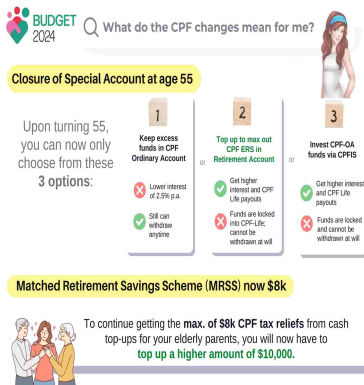 BUDGET
2024
What do the CPF changes mean for me?
Closure of Special Account at age 55
Upon turning 55,
you can now only
choose from these
3 options:
1
Keep excess
funds in CPF
Ordinary Account
Lower interest
of 2.5% p.a.
Still can
withdraw
anytime
or
2
Top up to max out
CPF ERS in
Retirement Account
Get higher
interest and CPF
Life payouts
Funds are locked
into CPF-Life;
cannot be
withdrawn at will
or
3
Invest CPF-OA
funds via CPFIS
Get higher interest
and CPF Life
payouts
Funds are locked
and cannot be
withdrawn at will
Matched Retirement Savings Scheme (MRSS) now $8k
To continue getting the max. of $8k CPF tax reliefs from cash
top-ups for your elderly parents, you will now have to
top up a higher amount of $10,000.